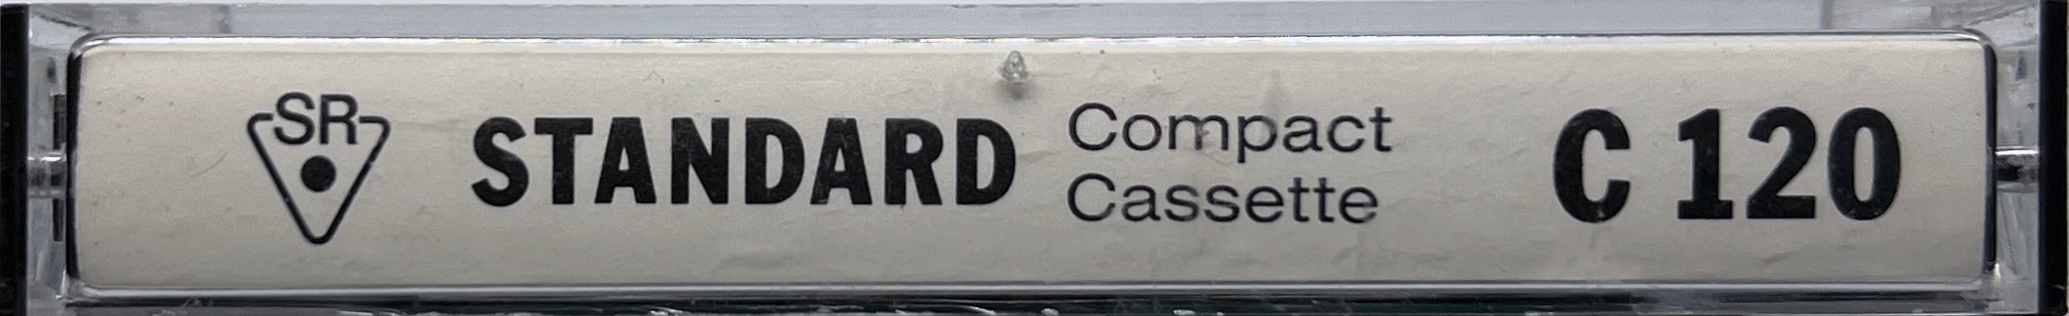 SR
STANDARD
Compact
Cassette
C 120